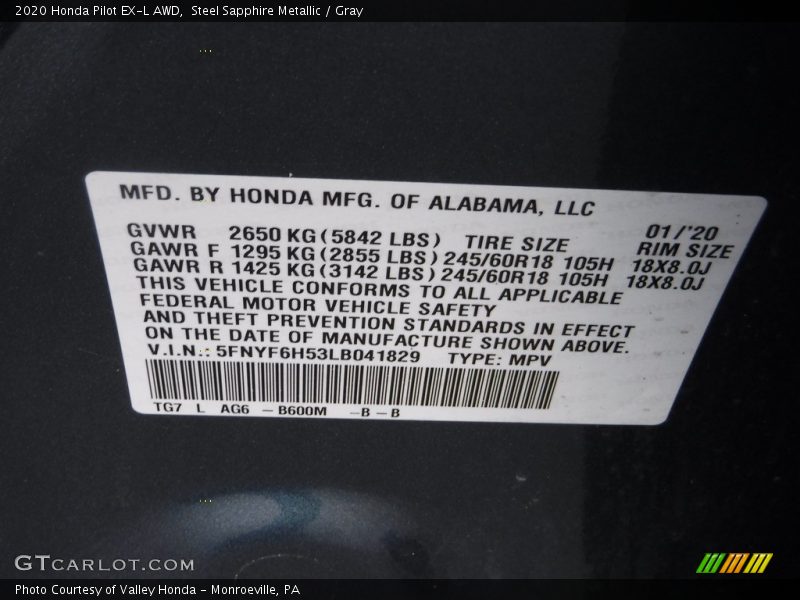 2020 Honda Pilot EX-L AWD,  Steel Sapphire Metallic / Gray
MFD. BY HONDA MFG. OF ALABAMA, LLC
01/'20
GVWR 2650 KG (5842 LBS) TIRE SIZE RIM SIZE
GAWR F 1295 KG (2855 LBS) 245/60R18 105H 18X8.0J
GAWR R 1425 KG (3142 LBS) 245/60R18 105H 18X8.0J
THIS VEHICLE CONFORMS TO ALL APPLICABLE
FEDERAL MOTOR VEHICLE SAFETY
AND THEFT PREVENTION STANDARDS IN EFFECT
ON THE DATE OF MANUFACTURE SHOWN ABOVE.
V.I.N.: 5FNYF6H53LB041829 TYPE: MPV
TG7 L AG6 – B600M – B – B
GTCARLOT.COM
Photo Courtesy of Valley Honda – Monroeville, PA